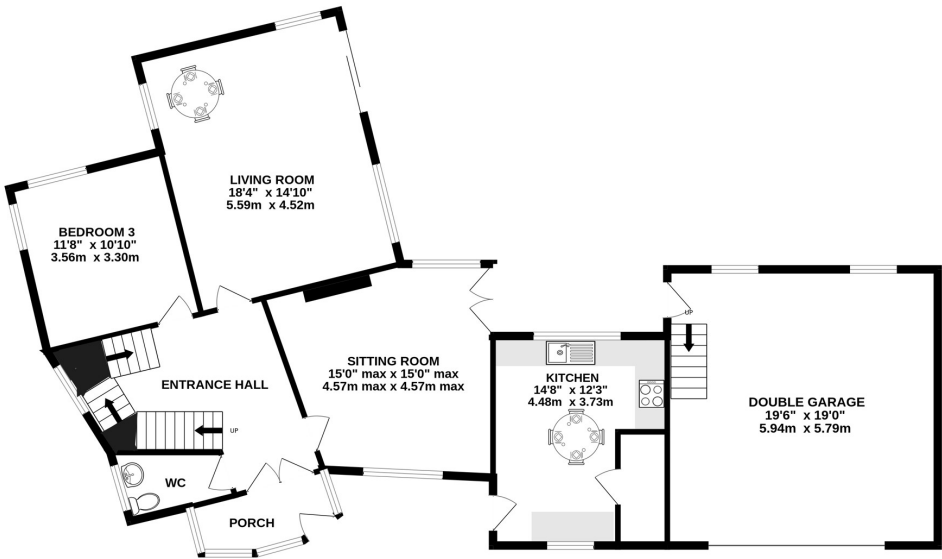 LIVING ROOM
18'4" x 14'10"
5.59m x 4.52m
BEDROOM 3
11'8" x 10'10"
3.56m x 3.30m
UP
SITTING ROOM
15'0" max x 15'0" max
4.57m max x 4.57m max
ENTRANCE HALL
KITCHEN
14'8" x 12'3"
4.48m x 3.73m
DOUBLE GARAGE
19'6" x 19'0"
5.94m x 5.79m
UP
WC
PORCH